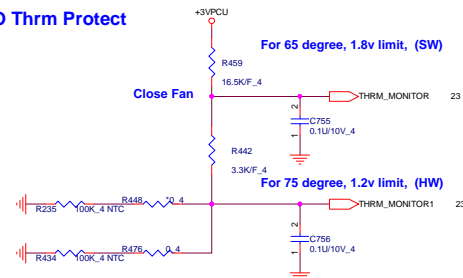 O Thrm Protect
+3VPCU
For 65 degree, 1.8v limit, (SW)
R459
16.5K/F_4
Close Fan
THRM_MONITOR 23
2
1
C755
0.1U/10V_4
R442
3.3K/F_4
For 75 degree, 1.2v limit, (HW)
R448 *0_4
R235 100K_4 NTC
THRM_MONITOR1 23
2
1
C756
0.1U/10V_4
R476 0_4
R434 100K_4 NTC